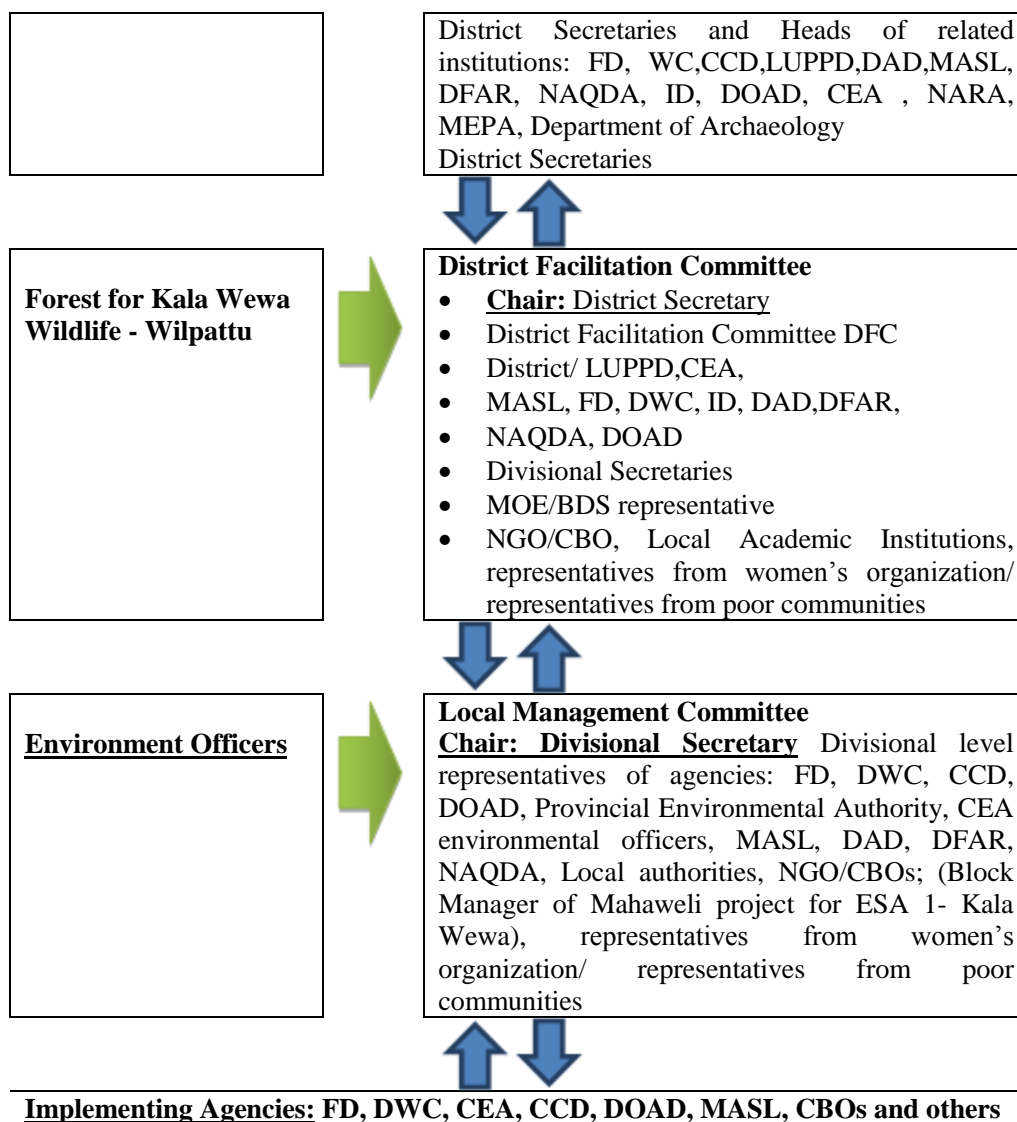 District Secretaries and Heads of related
institutions: FD, WC,CCD,LUPPD,DAD,MASL,
DFAR, NAQDA, ID, DOAD, CEA , NARA,
MEPA, Department of Archaeology
District Secretaries
Forest for Kala Wewa
Wildlife - Wilpattu
District Facilitation Committee
• Chair: District Secretary
• District Facilitation Committee DFC
• District/ LUPPD,CEA,
• MASL, FD, DWC, ID, DAD,DFAR,
• NAQDA, DOAD
• Divisional Secretaries
• MOE/BDS representative
• NGO/CBO, Local Academic Institutions,
representatives from women’s organization/
representatives from poor communities
Environment Officers
Local Management Committee
Chair: Divisional Secretary Divisional level
representatives of agencies: FD, DWC, CCD,
DOAD, Provincial Environmental Authority, CEA
environmental officers, MASL, DAD, DFAR,
NAQDA, Local authorities, NGO/CBOs; (Block
Manager of Mahaweli project for ESA 1- Kala
Wewa), representatives from women’s
organization/ representatives from poor
communities
Implementing Agencies: FD, DWC, CEA, CCD, DOAD, MASL, CBOs and others